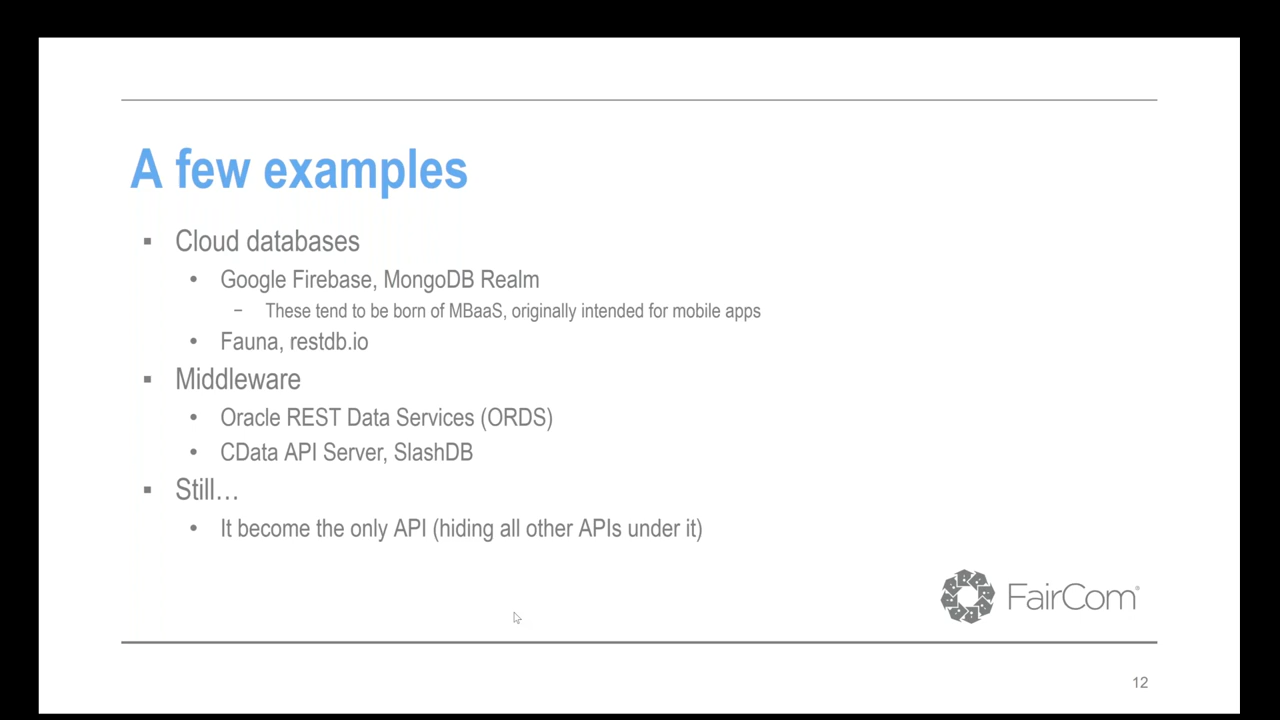 A few examples
▪ Cloud databases
• Google Firebase, MongoDB Realm
− These tend to be born of MBaaS, originally intended for mobile apps
• Fauna, restdb.io
▪ Middleware
• Oracle REST Data Services (ORDS)
• CData API Server, SlashDB
▪ Still…
• It become the only API (hiding all other APIs under it)
FairCom®
12